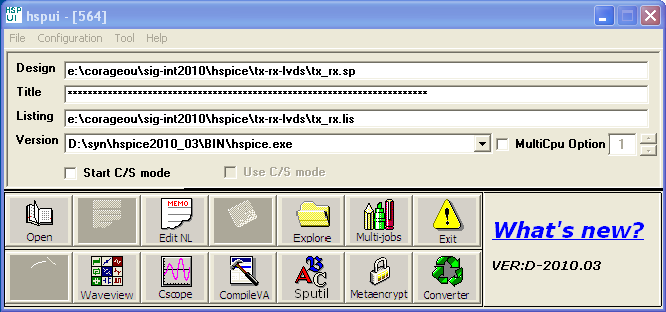 HSP UI hspui - [564]
File Configuration Tool Help
Design e:\corageou\sig-int2010\hspice\tx-rx-lvds\tx_rx.sp
Title ************************************************************************
Listing e:\corageou\sig-int2010\hspice\tx-rx-lvds\tx_rx.lis
Version D:\syn\hspice2010_03\BIN\hspice.exe MultiCpu Option 1
Start C/S mode Use C/S mode
MEMO
Open Edit NL Explore Multi-jobs Exit
What's new?
VER:D-2010.03
Waveview Cscope CompileVA Sputil Metaencrypt Converter